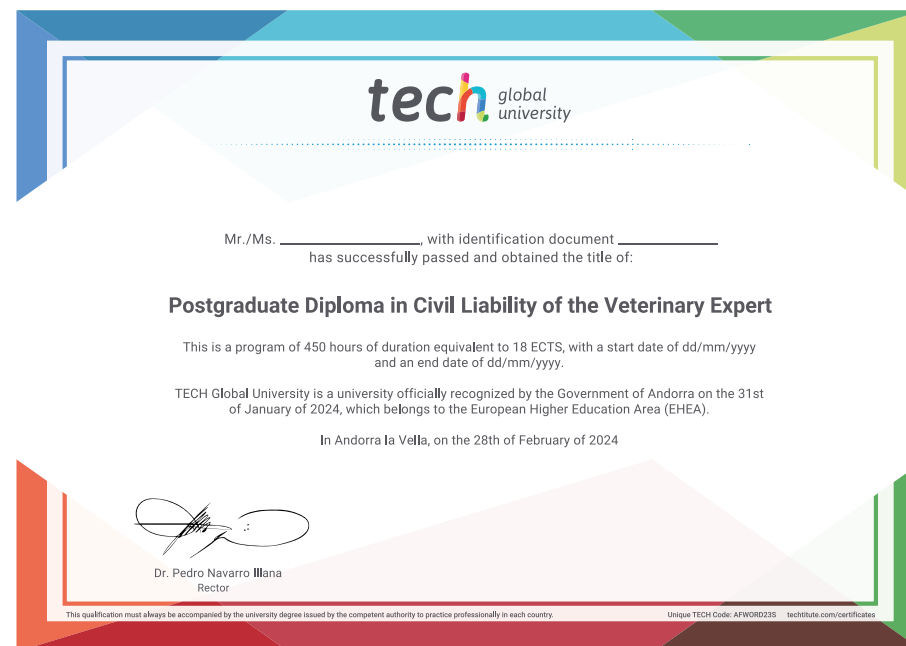 tech global university
Mr./Ms. ________________, with identification document ____________
has successfully passed and obtained the title of:
Postgraduate Diploma in Civil Liability of the Veterinary Expert
This is a program of 450 hours of duration equivalent to 18 ECTS, with a start date of dd/mm/yyyy
and an end date of dd/mm/yyyy.
TECH Global University is a university officially recognized by the Government of Andorra on the 31st
of January of 2024, which belongs to the European Higher Education Area (EHEA).
In Andorra la Vella, on the 28th of February of 2024
Dr. Pedro Navarro Illana
Rector
This qualification must always be accompanied by the university degree issued by the competent authority to practice professionally in each country.
Unique TECH Code: AFWORD23S techtitute.com/certificates